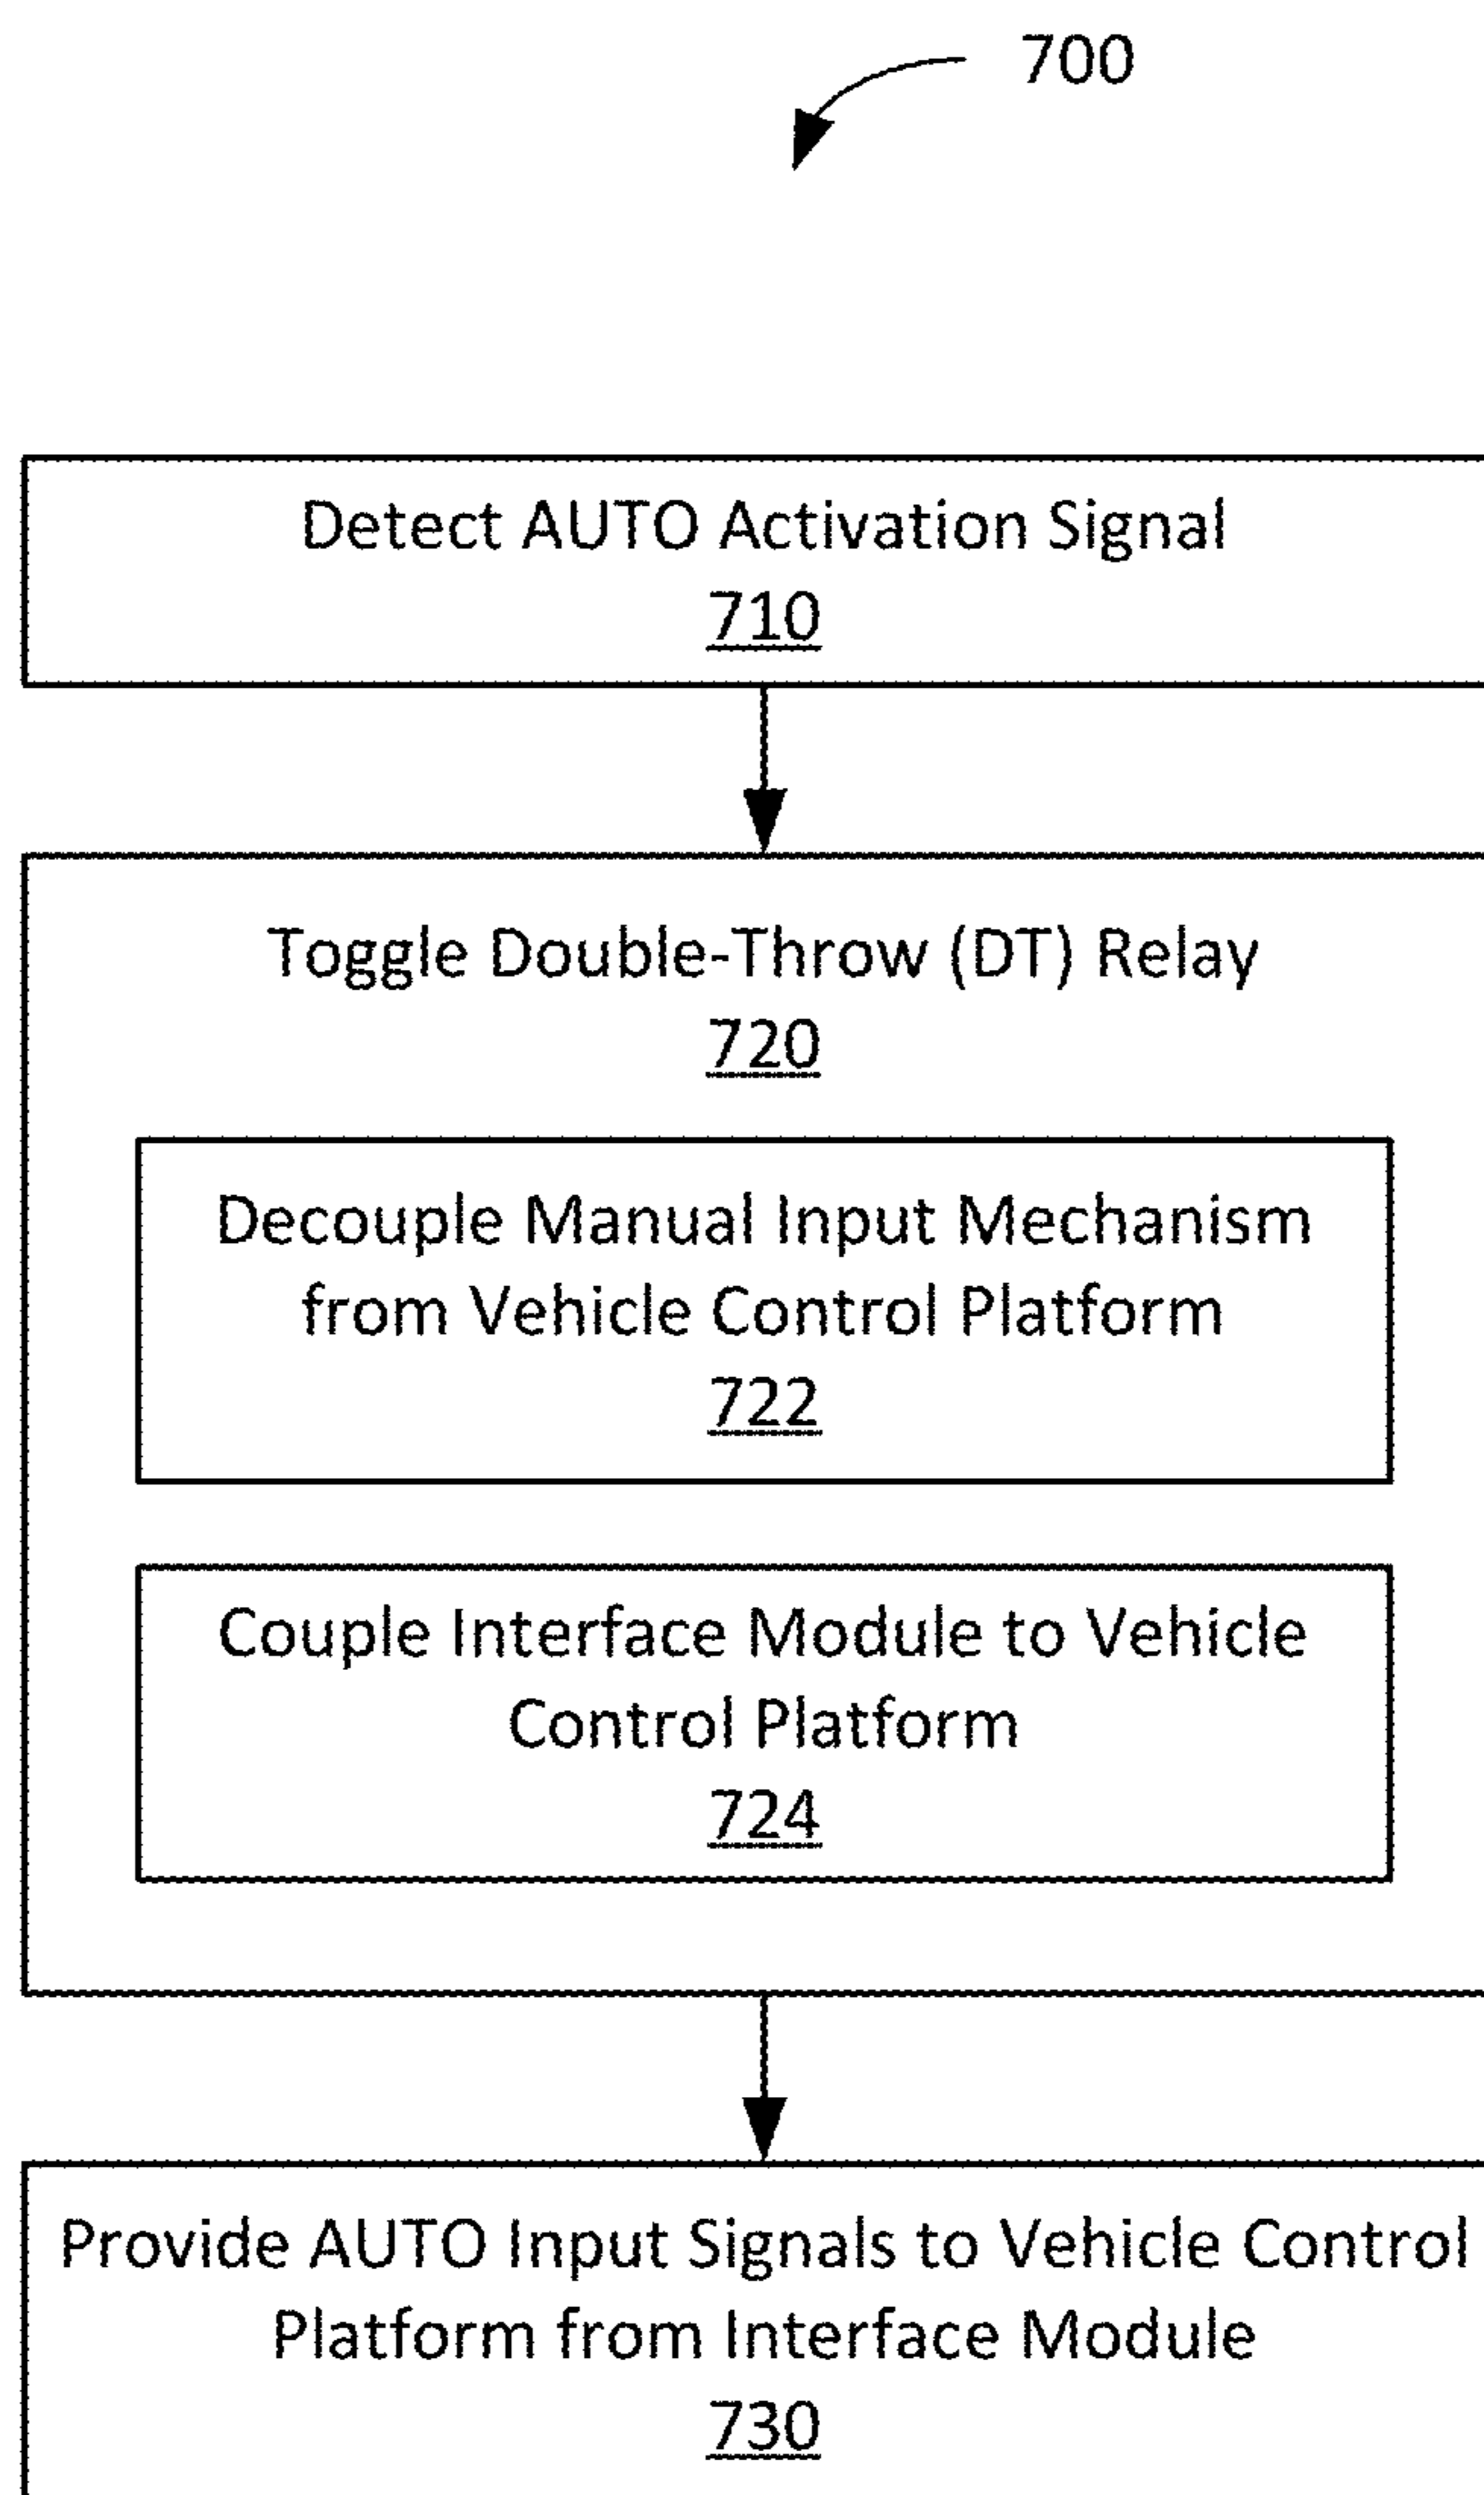 700
Detect AUTO Activation Signal
710
Toggle Double-Throw (DT) Relay
720
Decouple Manual Input Mechanism
from Vehicle Control Platform
722
Couple Interface Module to Vehicle
Control Platform
724
Provide AUTO Input Signals to Vehicle Control
Platform from Interface Module
730